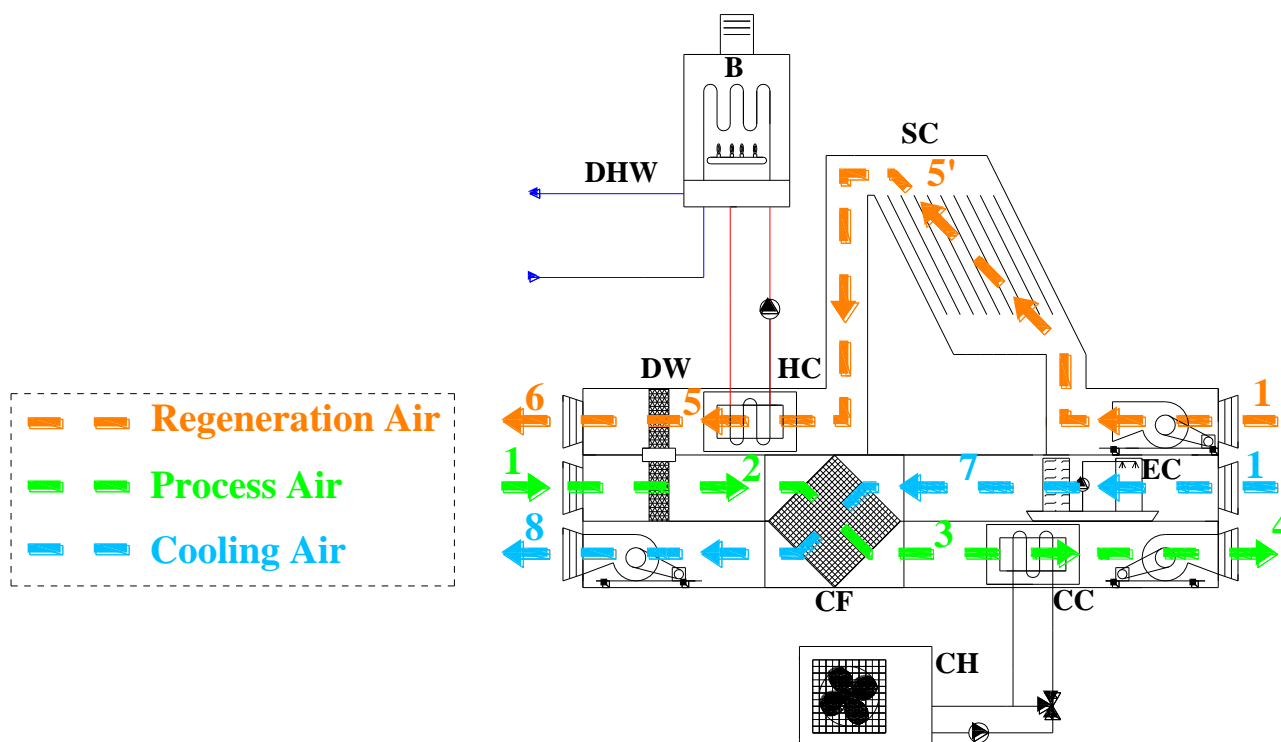 B
SC
DHW
5'
DW
HC
6
5
1
Regeneration Air
1
2
7
EC
1
Process Air
8
3
4
Cooling Air
CF
CC
CH